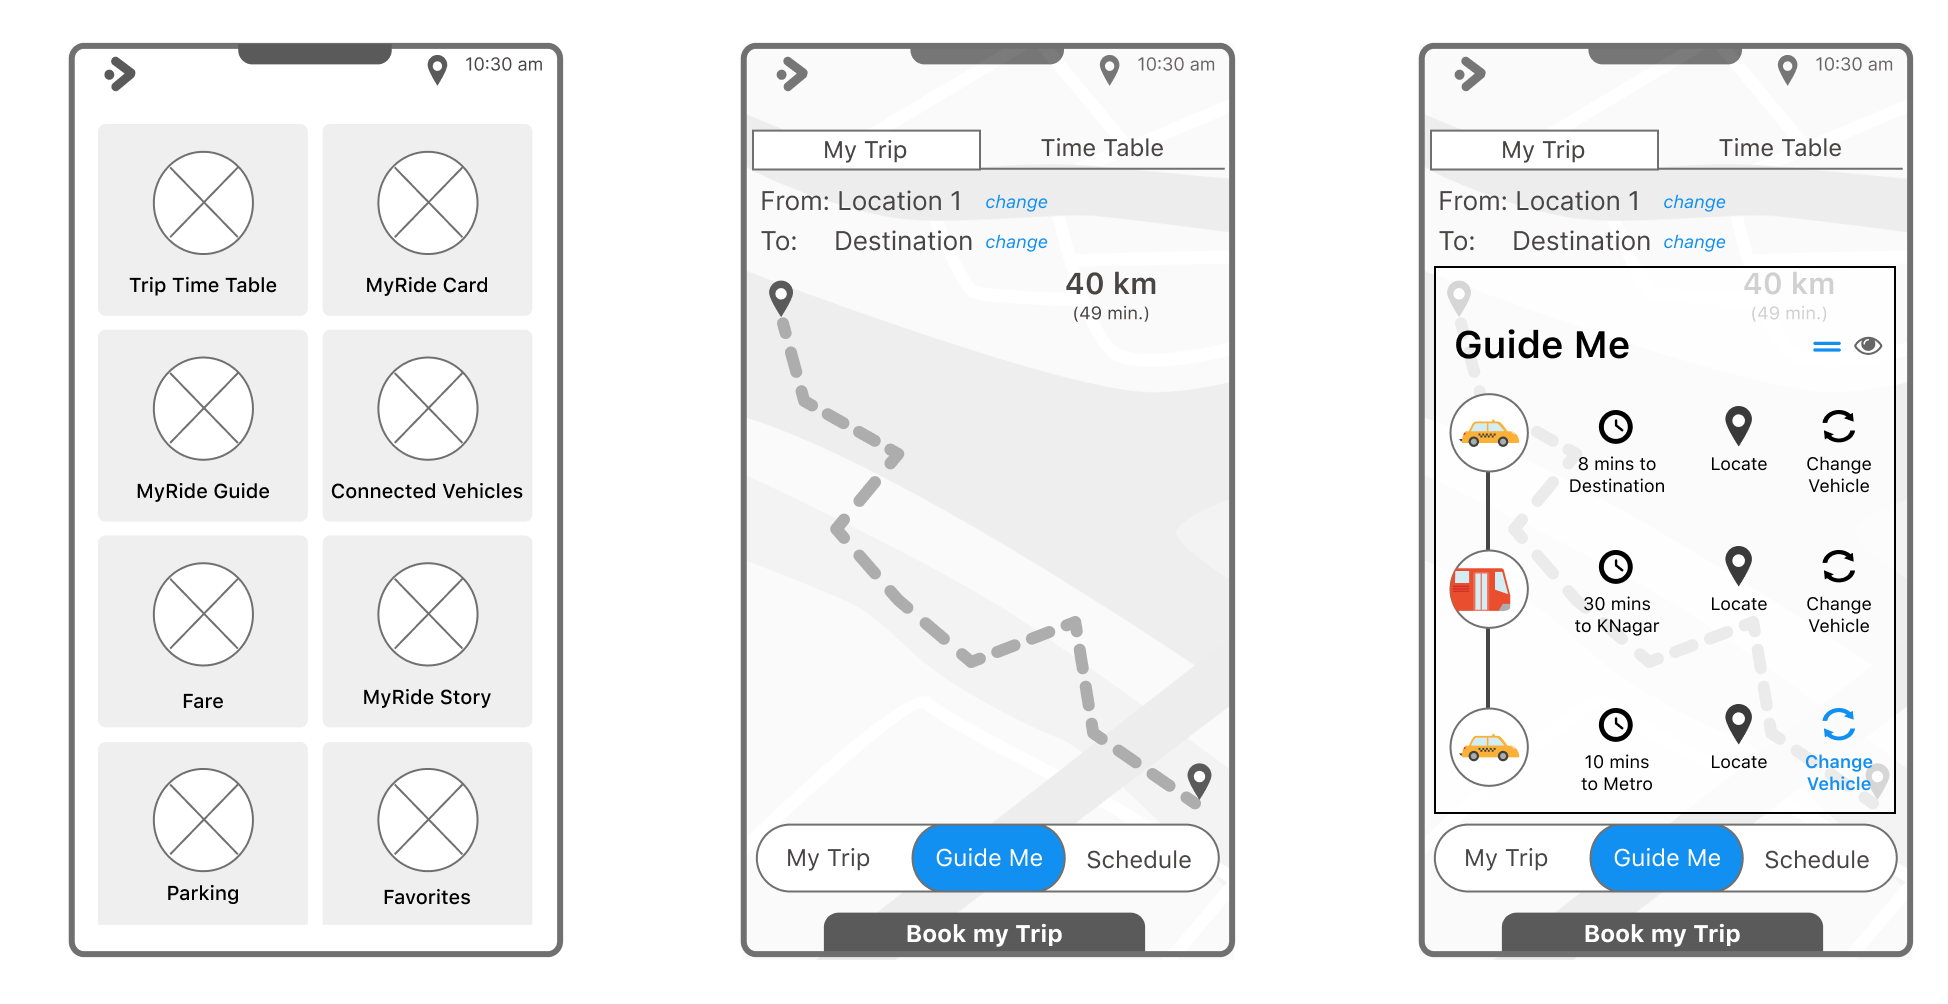 10:30 am
Trip Time Table
MyRide Card
MyRide Guide
Connected Vehicles
Fare
MyRide Story
Parking
Favorites
10:30 am
My Trip
Time Table
From: Location 1 change
To: Destination change
40 km
(49 min.)
My Trip
Guide Me
Schedule
Book my Trip
10:30 am
My Trip
Time Table
From: Location 1 change
To: Destination change
40 km
(49 min.)
Guide Me
8 mins to
Destination
Locate
Change
Vehicle
30 mins
to KNagar
Locate
Change
Vehicle
10 mins
to Metro
Locate
Change
Vehicle
My Trip
Guide Me
Schedule
Book my Trip